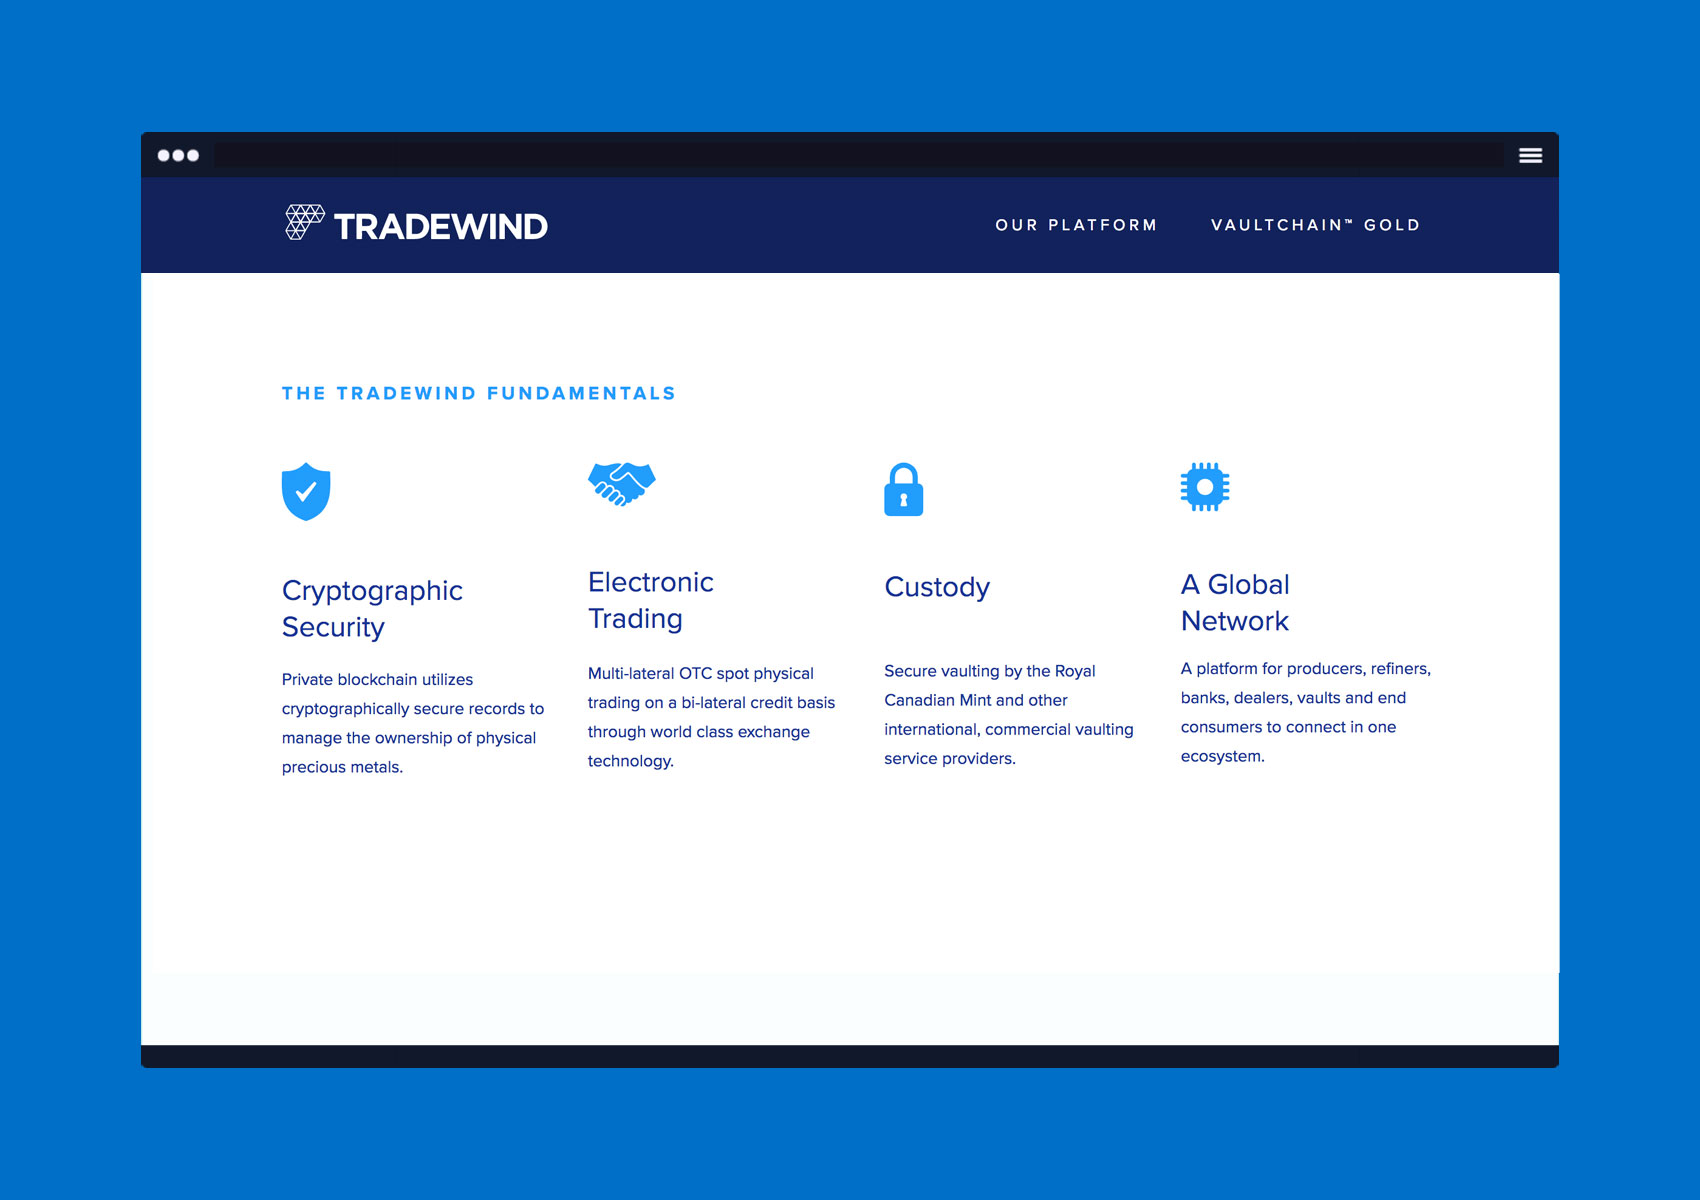 TRADEWIND
OUR PLATFORM
VAULTCHAIN™ GOLD
THE TRADEWIND FUNDAMENTALS
Cryptographic
Security
Private blockchain utilizes
cryptographically secure records to
manage the ownership of physical
precious metals.
Electronic
Trading
Multi-lateral OTC spot physical
trading on a bi-lateral credit basis
through world class exchange
technology.
Custody
Secure vaulting by the Royal
Canadian Mint and other
international, commercial vaulting
service providers.
A Global
Network
A platform for producers, refiners,
banks, dealers, vaults and end
consumers to connect in one
ecosystem.